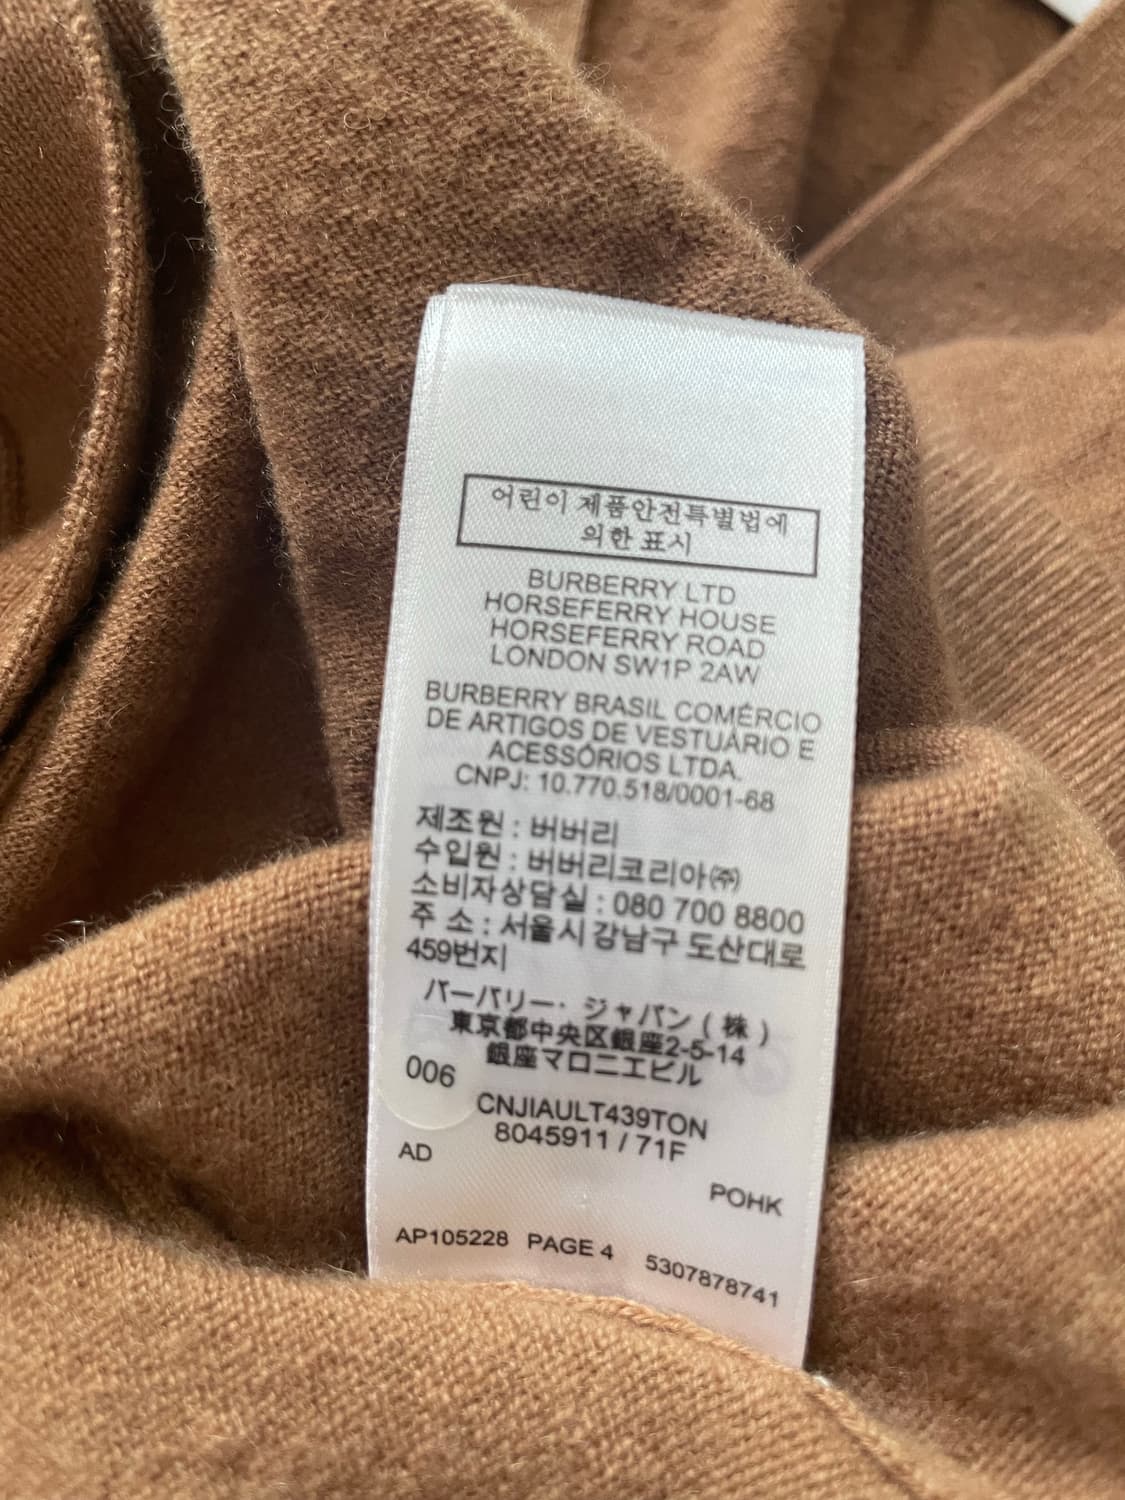 어린이 제품안전특별법에
의한 표시
BURBERRY LTD
HORSEFERRY HOUSE
HORSEFERRY ROAD
LONDON SW1P 2AW
BURBERRY BRASIL COMÉRCIO
DE ARTIGOS DE VESTUÁRIO E
ACESSÓRIOS LTDA.
CNPJ: 10.770.518/0001-68
제조원 : 버버리
수입원 : 버버리코리아㈜
소비자상담실 : 080 700 8800
주 소 : 서울시 강남구 도산대로
459번지
バーバリー・ジャパン ( 株 )
東京都中央区銀座2-5-14
銀座マロニエビル
006
CNJIAULT439TON
8045911 / 71F
AD
POHK
AP105228 PAGE 4 5307878741